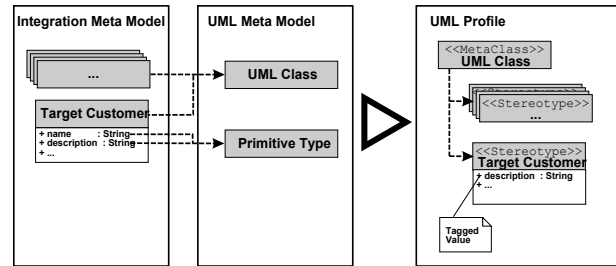 Integration Meta Model
...
Target Customer
+ name : String
+ description : String
+ ...
UML Meta Model
UML Class
Primitive Type
UML Profile
<<MetaClass>>
UML Class
<<Stereotype>>
<<Stereotype>>
...
<<Stereotype>>
Target Customer
+ description : String
+ ...
Tagged
Value